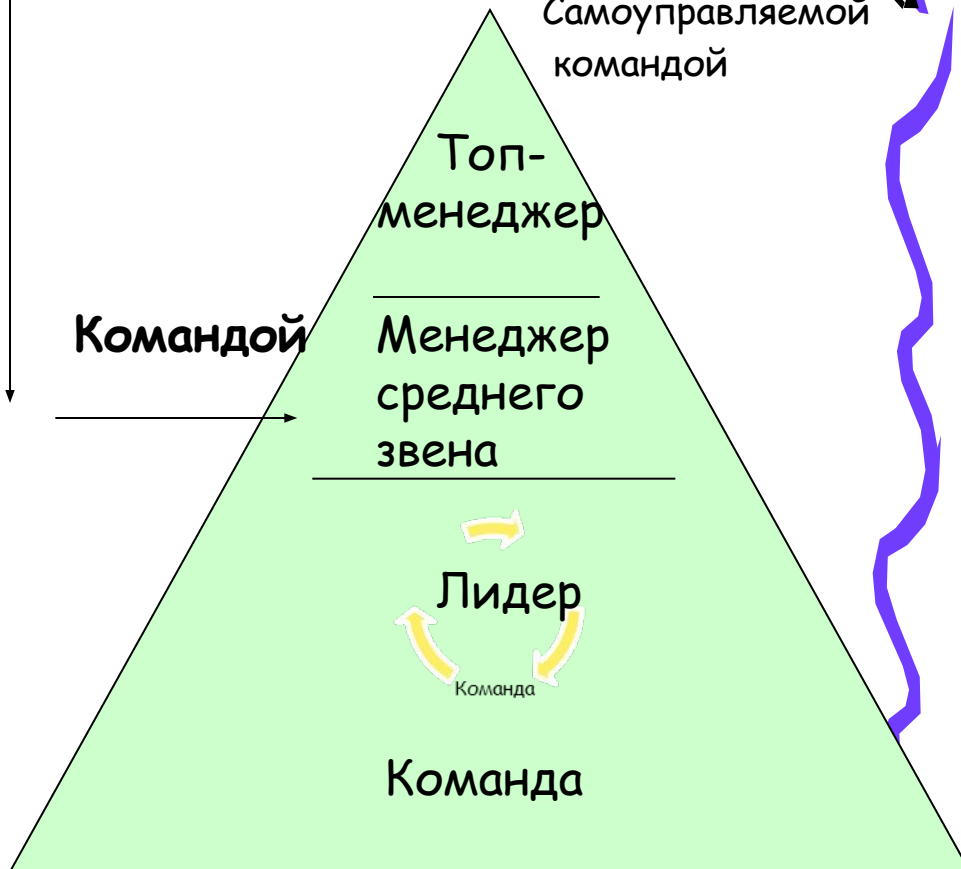 Самоуправляемой
командой
Топ-
менеджер
Командой
Менеджер
среднего
звена
Лидер
Команда
Команда